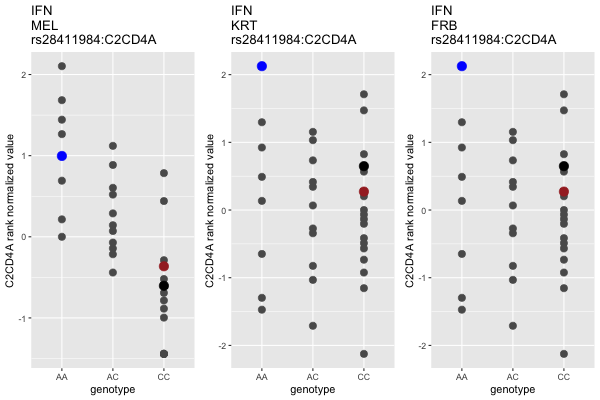 IFN
MEL
rs28411984:C2CD4A
C2CD4A rank normalized value
2
1
0
-1
AA
AC
CC
genotype
IFN
KRT
rs28411984:C2CD4A
C2CD4A rank normalized value
2
1
0
-1
-2
AA
AC
CC
genotype
IFN
FRB
rs28411984:C2CD4A
C2CD4A rank normalized value
2
1
0
-1
-2
AA
AC
CC
genotype